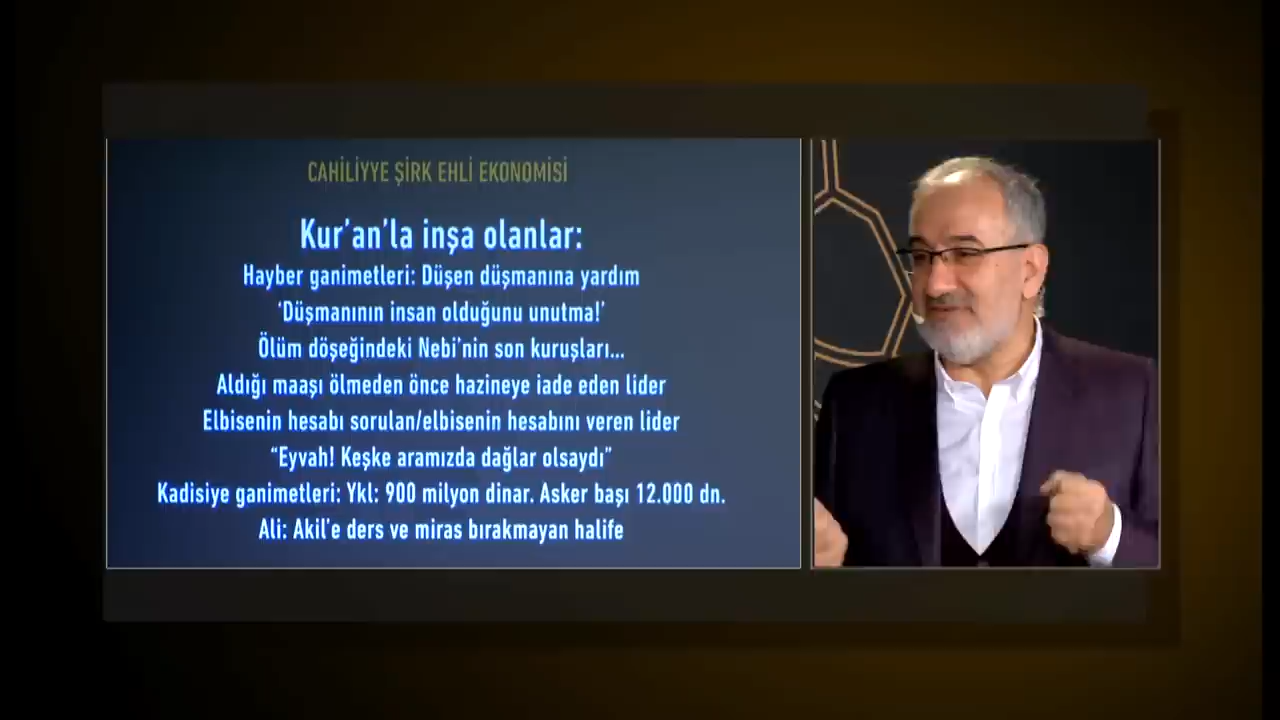 CAHİLİYYE ŞİRK EHLİ EKONOMİSİ
Kur’an’la inşa olanlar:
Hayber ganimetleri: Düşen düşmanına yardım
‘Düşmanının insan olduğunu unutma!’
Ölüm döşeğindeki Nebi’nin son kuruşları...
Aldığı maaşı ölmeden önce hazineye iade eden lider
Elbisenin hesabı sorulan/elbisenin hesabını veren lider
“Eyvah! Keşke aramızda dağlar olsaydı”
Kadisiye ganimetleri: Ykl: 900 milyon dinar. Asker başı 12.000 dn.
Ali: Akil’e ders ve miras bırakmayan halife